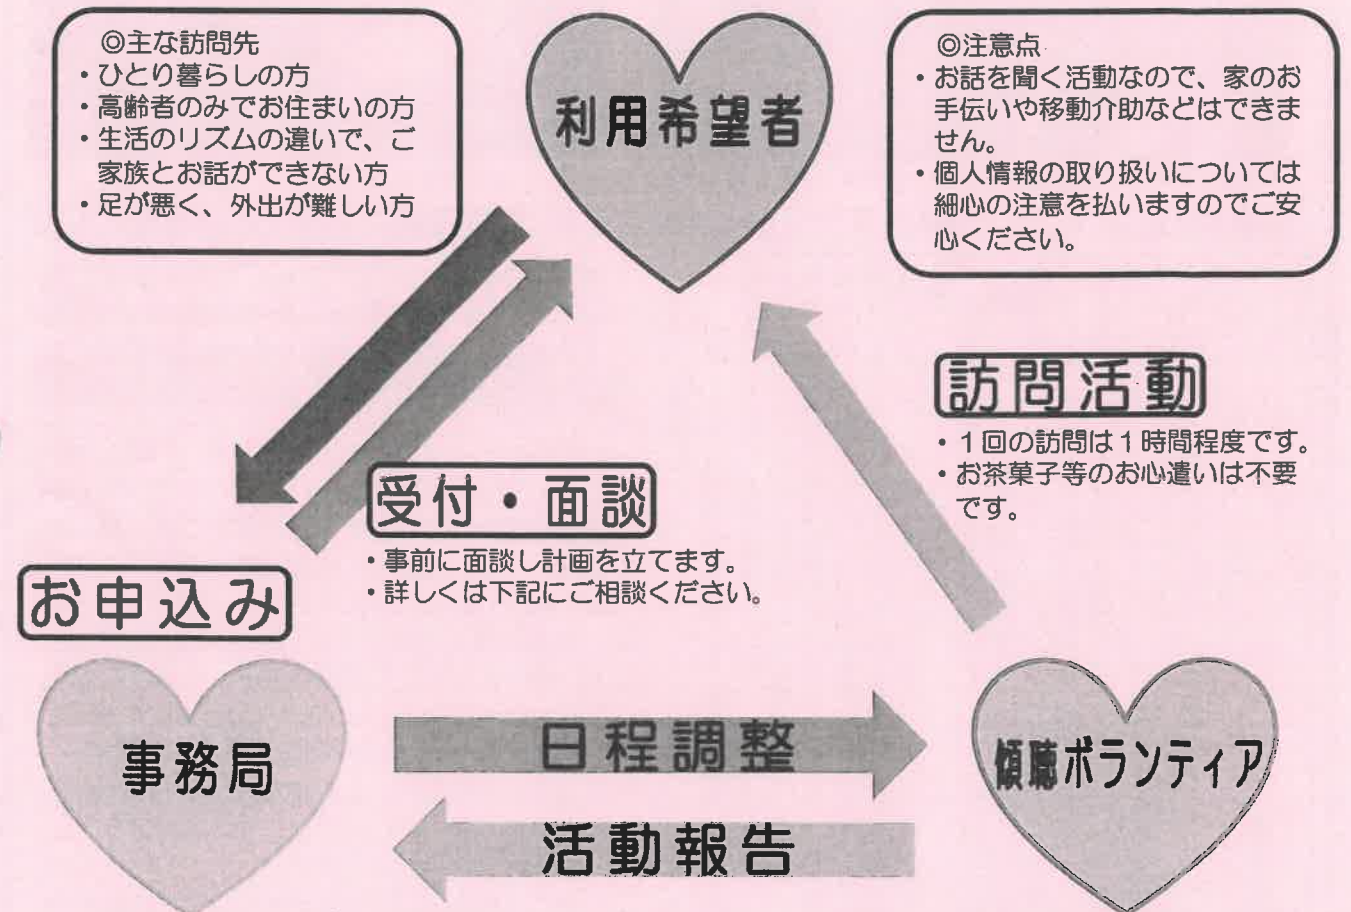 ◎主な訪問先
・ひとり暮らしの方
・高齢者のみでお住まいの方
・生活のリズムの違いで、ご
家族とお話ができない方
・足が悪く、外出が難しい方
利用希望者
◎注意点
・お話を聞く活動なので、家のお
手伝いや移動介助などはできま
せん。
・個人情報の取り扱いについては
細心の注意を払いますのでご安
心ください。
訪問活動
・1回の訪問は1時間程度です。
・お茶菓子等のお心遣いは不要
です。
受付・面談
・事前に面談し計画を立てます。
・詳しくは下記にご相談ください。
お申込み
事務局
日程調整
活動報告
傾聴ボランティア